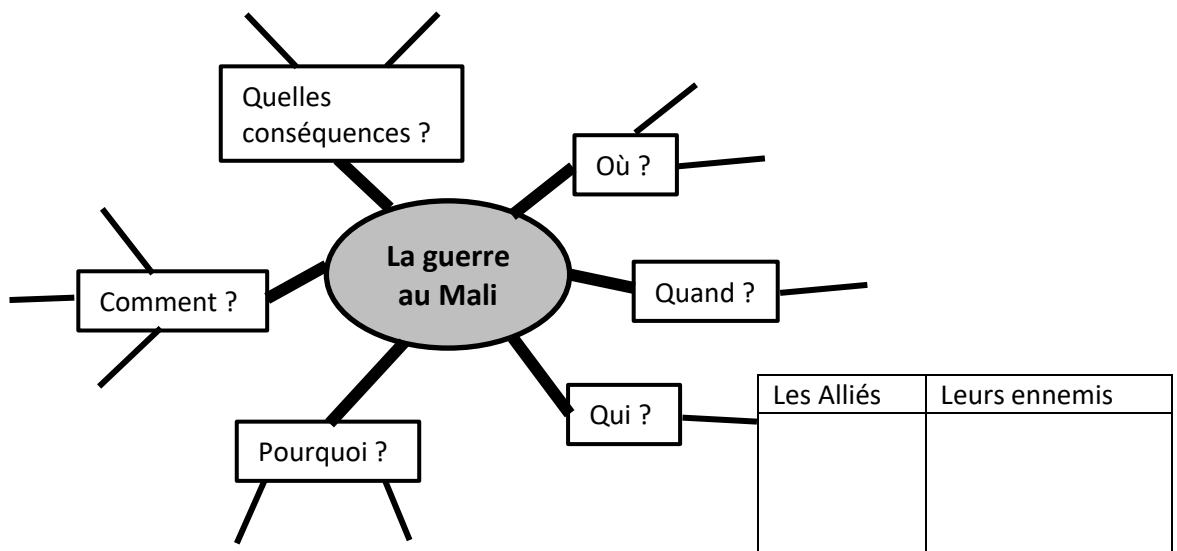 Quelles
conséquences ?
Où ?
La guerre
au Mali
Quand ?
Comment ?
Les Alliés
Leurs ennemis
Qui ?
Pourquoi ?